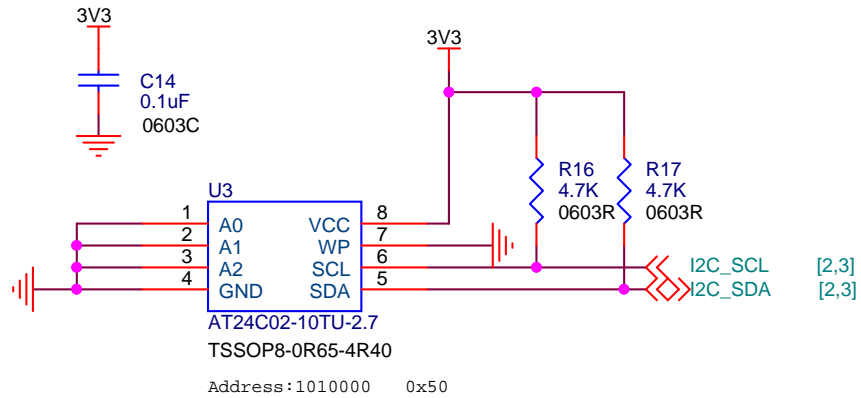 3V3
C14
0.1uF
0603C
3V3
R16
4.7K
0603R
R17
4.7K
0603R
U3
1 A0 VCC 8
2 A1 WP 7
3 A2 SCL 6
4 GND SDA 5
I2C_SCL [2,3]
I2C_SDA [2,3]
AT24C02-10TU-2.7
TSSOP8-0R65-4R40
Address:1010000 0x50